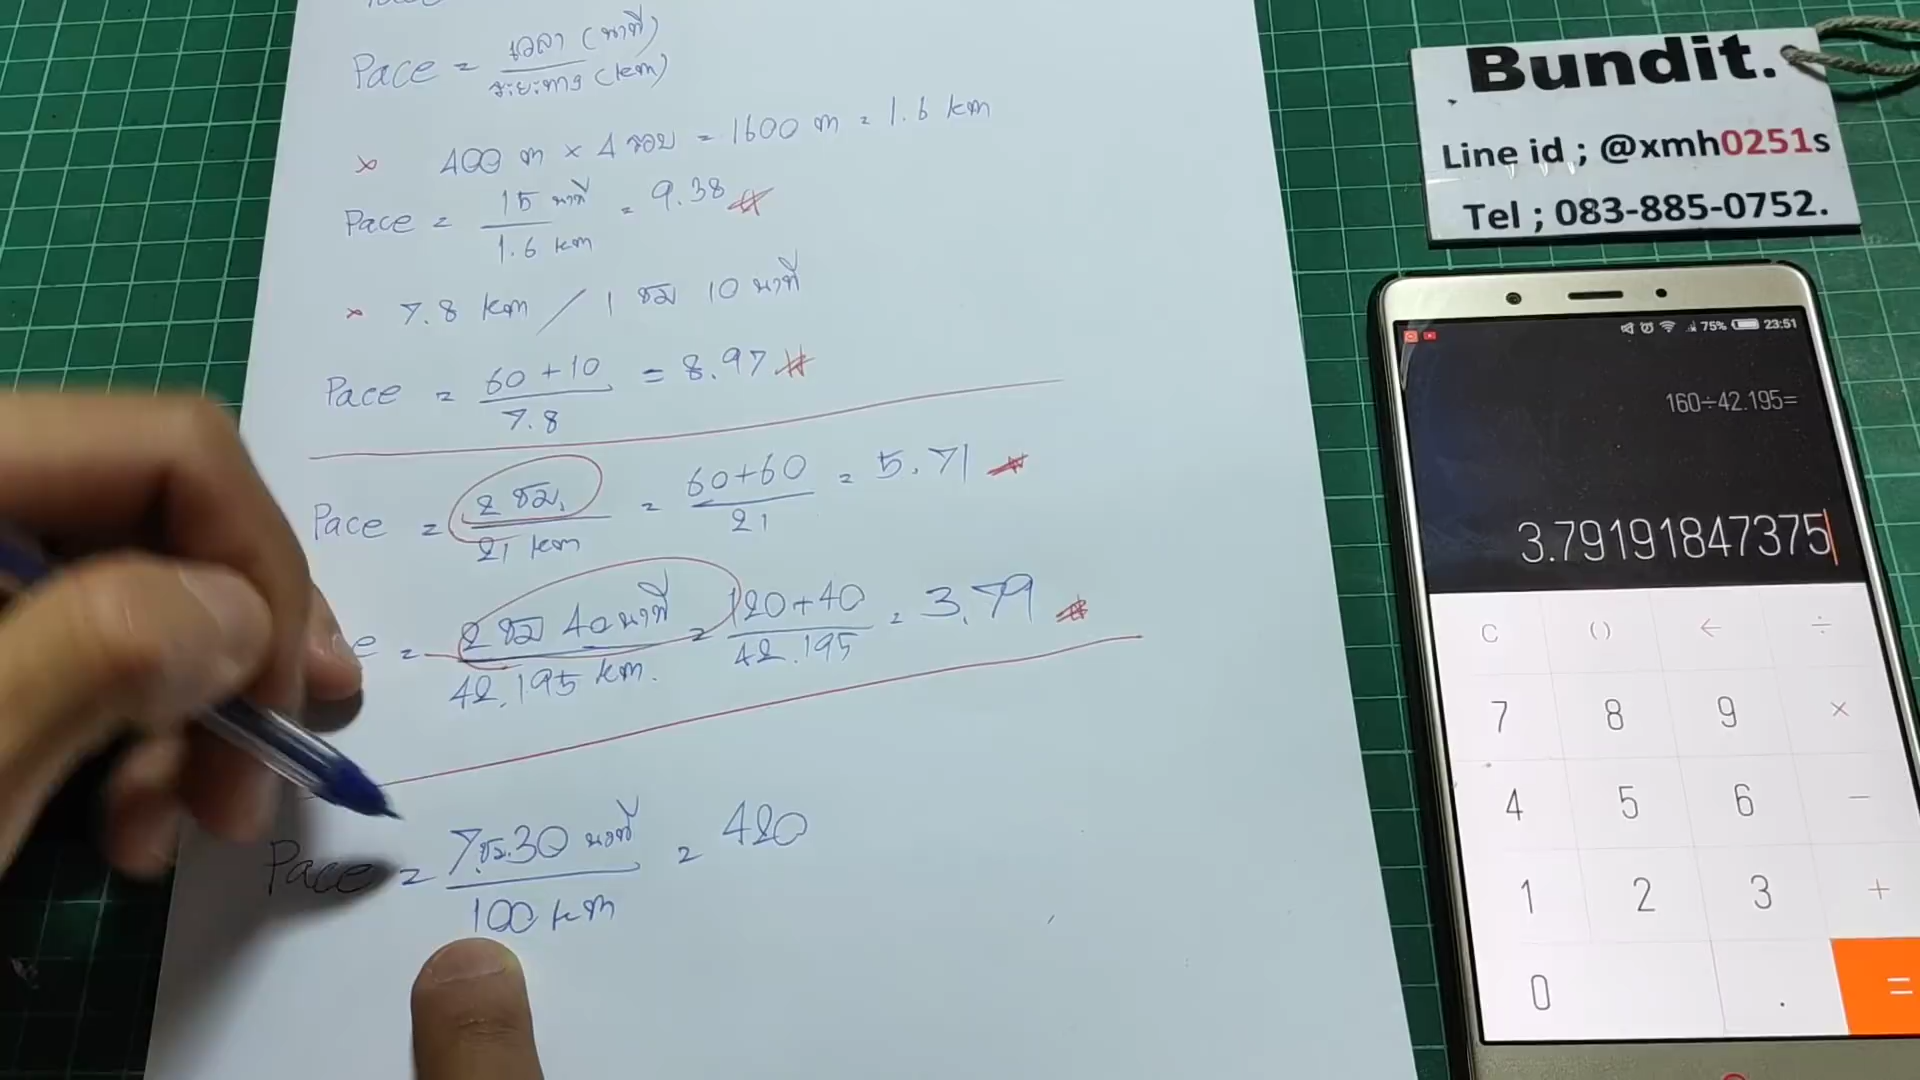 Pace = เวลา (นาที) / ระยะทาง (km)
× 400 m × 4 รอบ = 1600 m = 1.6 km
Pace = 15 นาที / 1.6 km = 9.38
× 7.8 km / 1 ชม 10 นาที
Pace = 60 + 10 / 7.8 = 8.97
Pace = 2 ชม. / 21 km = 60+60 / 21 = 5.71
e = 2 ชม 40 นาที / 42.195 km. = 120+40 / 42.195 = 3.79
Pace = 7ชม.30 นาที / 100 km = 420
Bundit.
Line id ; @xmh0251s
Tel ; 083-885-0752.
75% 23:51
160÷42.195=
3.79191847375
C () ← ÷
7 8 9 ×
4 5 6 −
1 2 3 +
0 . =